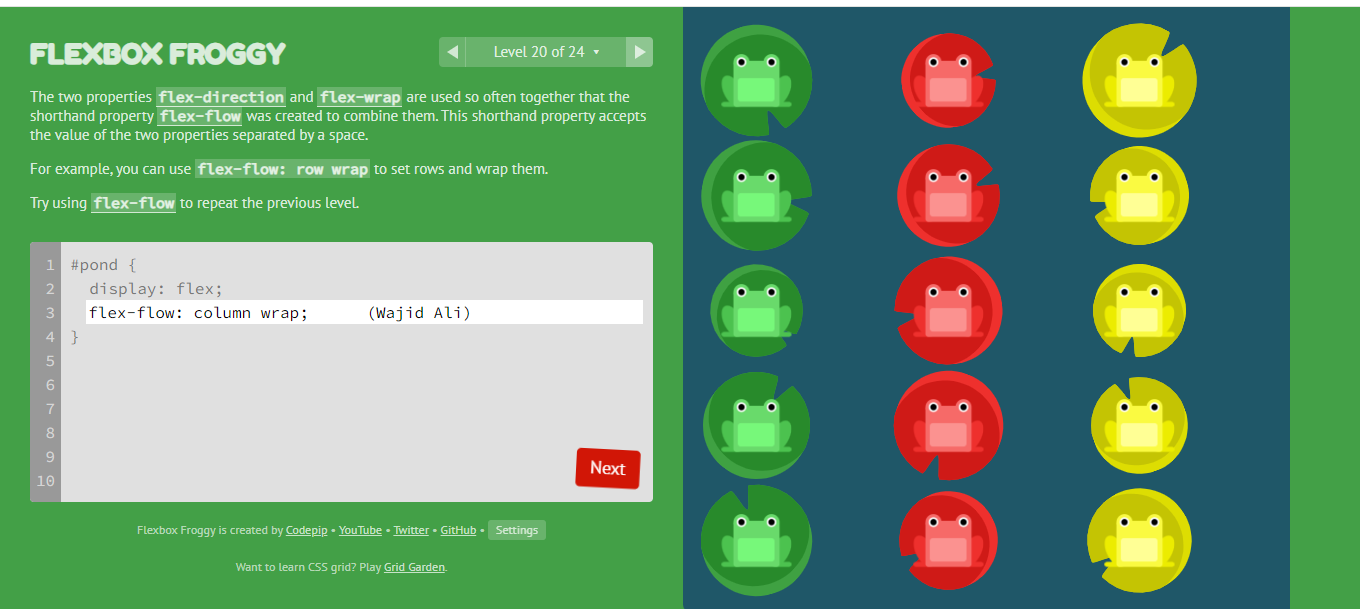 FLEXBOX FROGGY
◀ Level 20 of 24 ▾ ▶
The two properties flex-direction and flex-wrap are used so often together that the
shorthand property flex-flow was created to combine them. This shorthand property accepts
the value of the two properties separated by a space.
For example, you can use flex-flow: row wrap to set rows and wrap them.
Try using flex-flow to repeat the previous level.
1 #pond {
2 display: flex;
3 flex-flow: column wrap; (Wajid Ali)
4 }
5
6
7
8
9
10
Next
Flexbox Froggy is created by Codepip • YouTube • Twitter • GitHub • Settings
Want to learn CSS grid? Play Grid Garden.